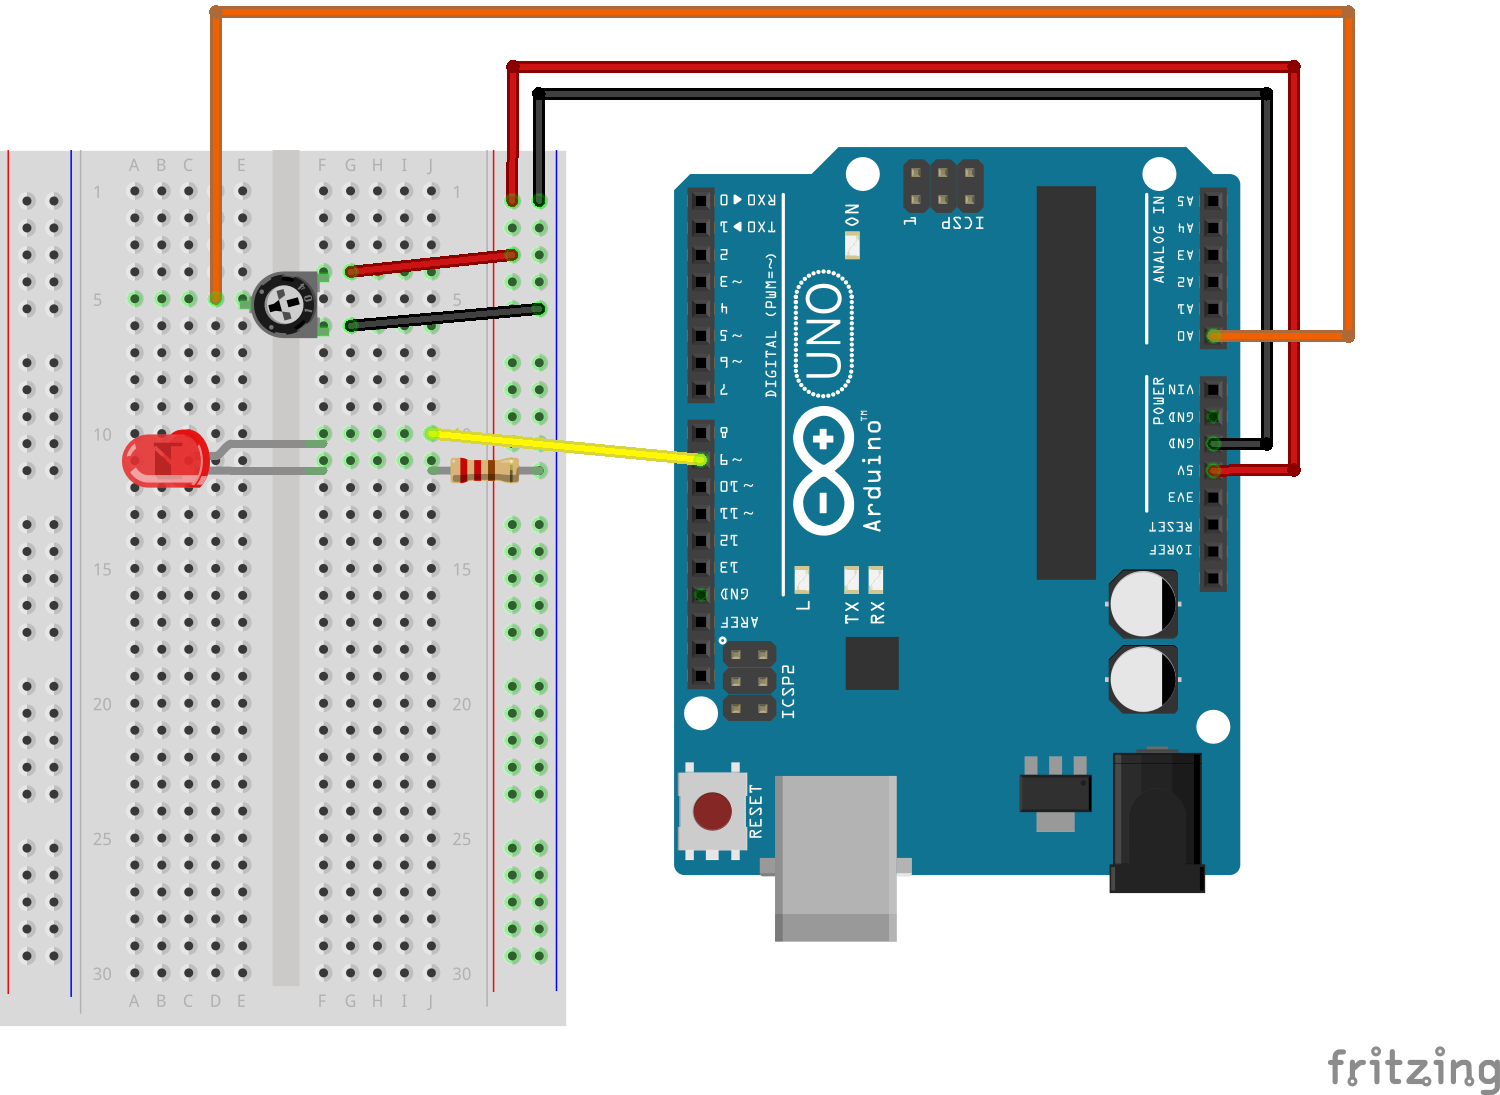 A B C D E F G H I J
1 1
5 5
10 10
15 15
20 20
25 25
30 30
A B C D E F G H I J
RX0 ◀ 0
TX0 ▶ 1
2
~3
4
~5
~6
7
DIGITAL (PWM=~)
8
~9
~10
~11
12
13
GND
AREF
1 ICSP
ON
UNO
Arduino™
L
TX
RX
ICSP2
RESET
ANALOG IN
A5
A4
A3
A2
A1
A0
POWER
VIN
GND
GND
5V
3V3
RESET
IOREF
fritzing